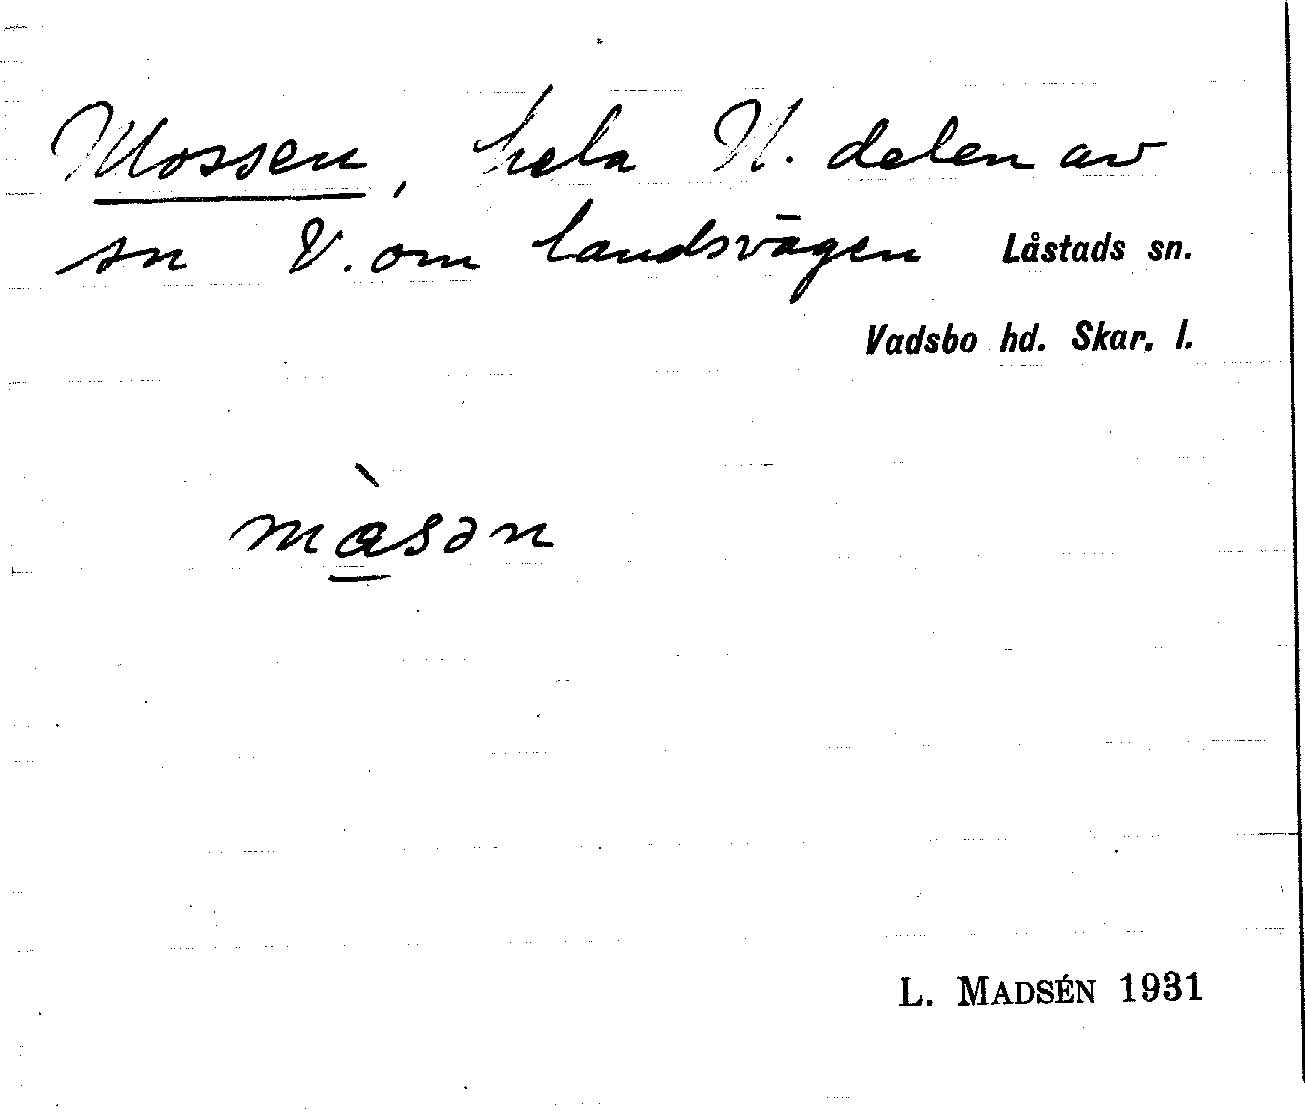 Mossen, hela N. delen av
sn V. om landsvägen Låstads sn.
Vadsbo hd. Skar. l.
màsən
L. MADSÉN 1931